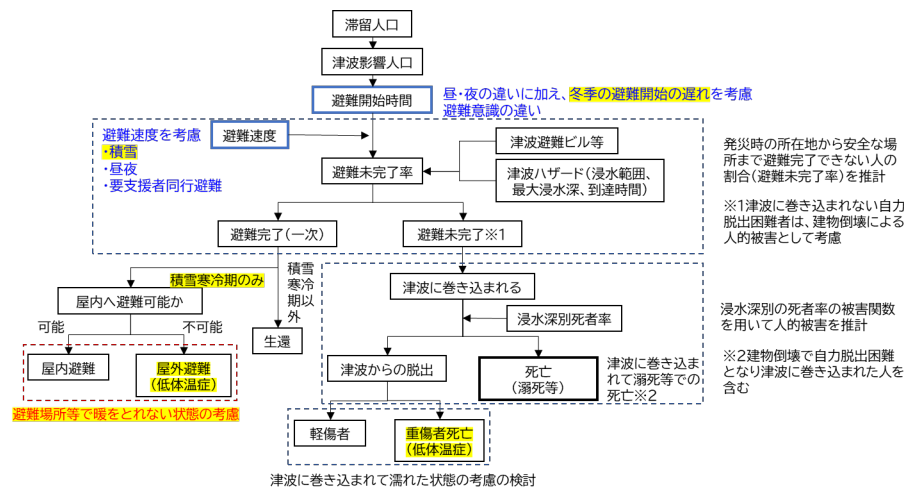 滞留人口
津波影響人口
避難開始時間
昼・夜の違いに加え、冬季の避難開始の遅れを考慮
避難意識の違い
避難速度を考慮
・積雪
・昼夜
・要支援者同行避難
避難速度
津波避難ビル等
避難未完了率
津波ハザード(浸水範囲、
最大浸水深、到達時間)
発災時の所在地から安全な場
所まで避難完了できない人の
割合(避難未完了率)を推計
※1津波に巻き込まれない自力
脱出困難者は、建物倒壊による
人的被害として考慮
避難完了(一次)
避難未完了※1
積雪寒冷期のみ
積雪
寒冷
期以
外
屋内へ避難可能か
可能
不可能
生還
屋内避難
屋外避難
(低体温症)
避難場所等で暖をとれない状態の考慮
津波に巻き込まれる
浸水深別死者率
津波からの脱出
死亡
(溺死等)
津波に巻き込ま
れて溺死等での
死亡※2
浸水深別の死者率の被害関数
を用いて人的被害を推計
※2建物倒壊で自力脱出困難
となり津波に巻き込まれた人を
含む
軽傷者
重傷者死亡
(低体温症)
津波に巻き込まれて濡れた状態の考慮の検討